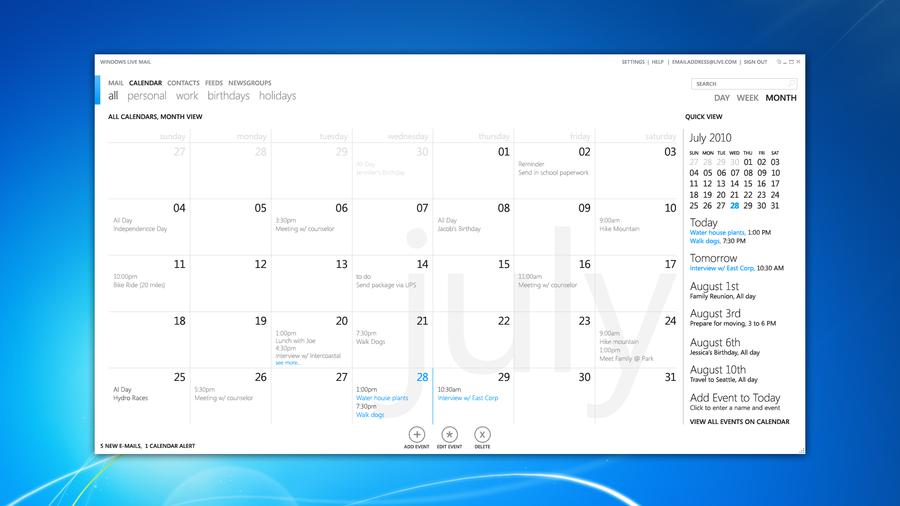 WINDOWS LIVE MAIL
SETTINGS | HELP | EMAILADDRESS@LIVE.COM | SIGN OUT
MAIL CALENDAR CONTACTS FEEDS NEWSGROUPS
SEARCH
all personal work birthdays holidays
DAY WEEK MONTH
ALL CALENDARS, MONTH VIEW
QUICK VIEW
sunday monday tuesday wednesday thursday friday saturday
27 28 29 30 01 02 03
All Day
Jennifer's Birthday
Reminder
Send in school paperwork
04 05 06 07 08 09 10
All Day
Independencce Day
3:30pm
Meeting w/ counselor
All Day
Jacob's Birthday
9:00am
Hike Mountain
11 12 13 14 15 16 17
10:00pm
Bike Ride (20 miles)
to do
Send package via UPS
11:00am
Meeting w/ counselor
18 19 20 21 22 23 24
1:00pm
Lunch with Joe
4:30pm
Interview w/ Intercoastal
see more...
7:30pm
Walk Dogs
9:00am
Hike mountain
1:00pm
Meet Family @ Park
25 26 27 28 29 30 31
Al Day
Hydro Races
5:30pm
Meeting w/ counselor
1:00pm
Water house plants
7:30pm
Walk dogs
10:30am
Interview w/ East Corp
july
July 2010
SUN MON TUE WED THU FRI SAT
27 28 29 30 01 02 03
04 05 06 07 08 09 10
11 12 13 14 15 16 17
18 19 20 21 22 23 24
25 26 27 28 29 30 31
Today
Water house plants, 1:00 PM
Walk dogs, 7:30 PM
Tomorrow
Interview w/ East Corp, 10:30 AM
August 1st
Family Reunion, All day
August 3rd
Prepare for moving, 3 to 6 PM
August 6th
Jessica's Birthday, All day
August 10th
Travel to Seattle, All day
Add Event to Today
Click to enter a name and event
VIEW ALL EVENTS ON CALENDAR
5 NEW E-MAILS, 1 CALENDAR ALERT
ADD EVENT EDIT EVENT DELETE